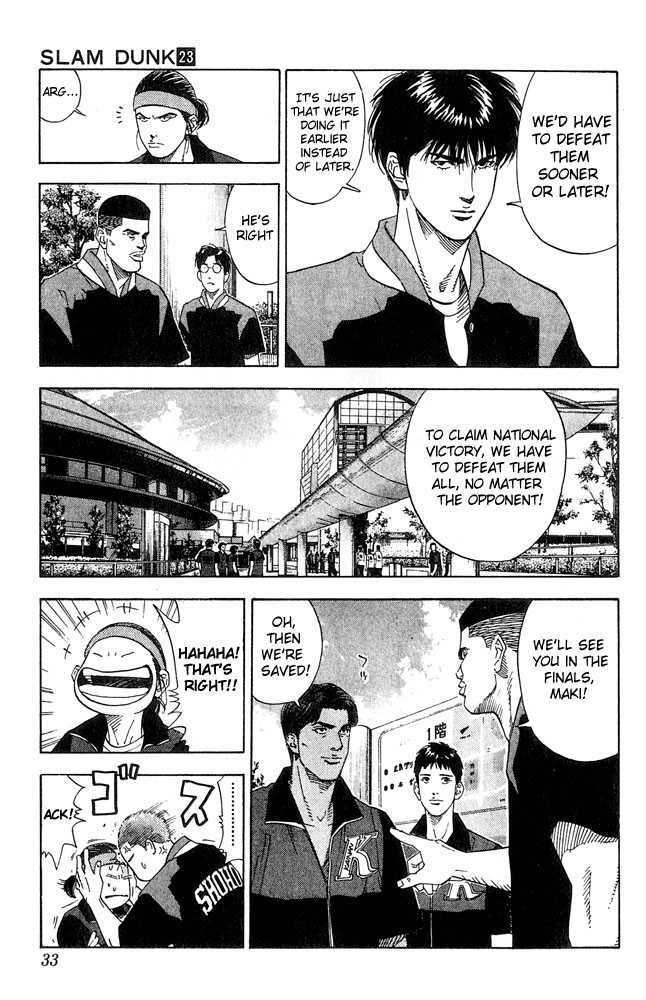 SLAM DUNK 23
WE'D HAVE
TO DEFEAT
THEM
SOONER
OR LATER!
IT'S JUST
THAT WE'RE
DOING IT
EARLIER
INSTEAD
OF LATER.
ARG...
HE'S
RIGHT
TO CLAIM NATIONAL
VICTORY, WE HAVE
TO DEFEAT THEM
ALL, NO MATTER
THE OPPONENT!
WE'LL SEE
YOU IN THE
FINALS,
MAKI!
OH,
THEN
WE'RE
SAVED!
1階
K
K
HAHAHA!
THAT'S
RIGHT!!
ゴス
ACK!
SHOHO
33